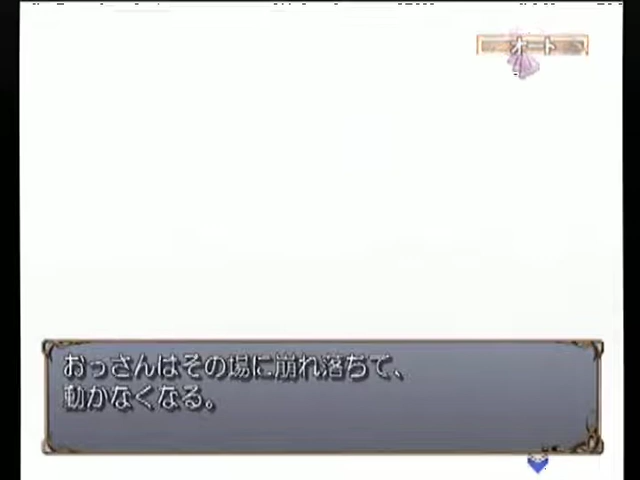 オート
おっさんはその場に崩れ落ちて、
動かなくなる。